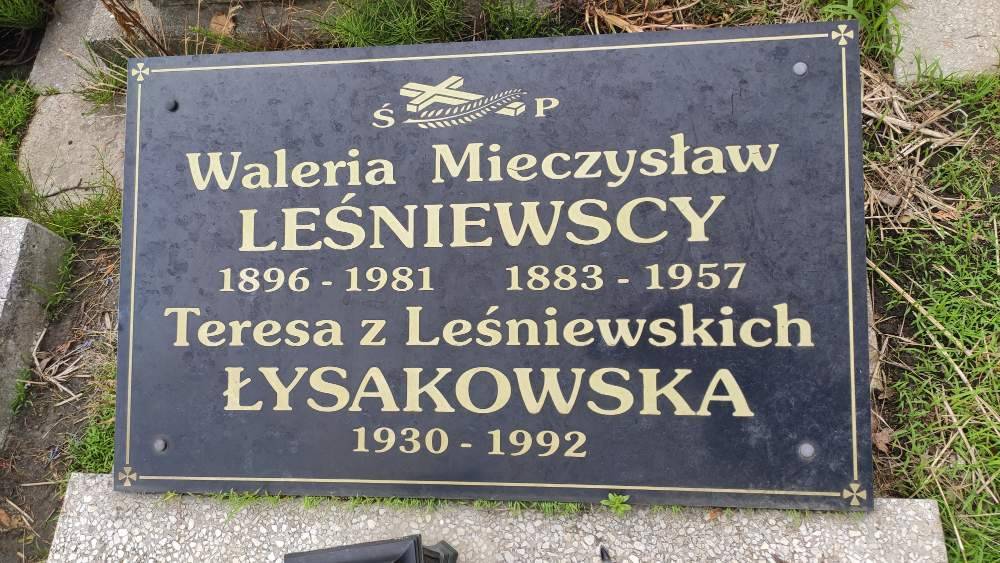 Ś P
Waleria Mieczysław
LEŚNIEWSCY
1896 - 1981 1883 - 1957
Teresa z Leśniewskich
ŁYSAKOWSKA
1930 - 1992